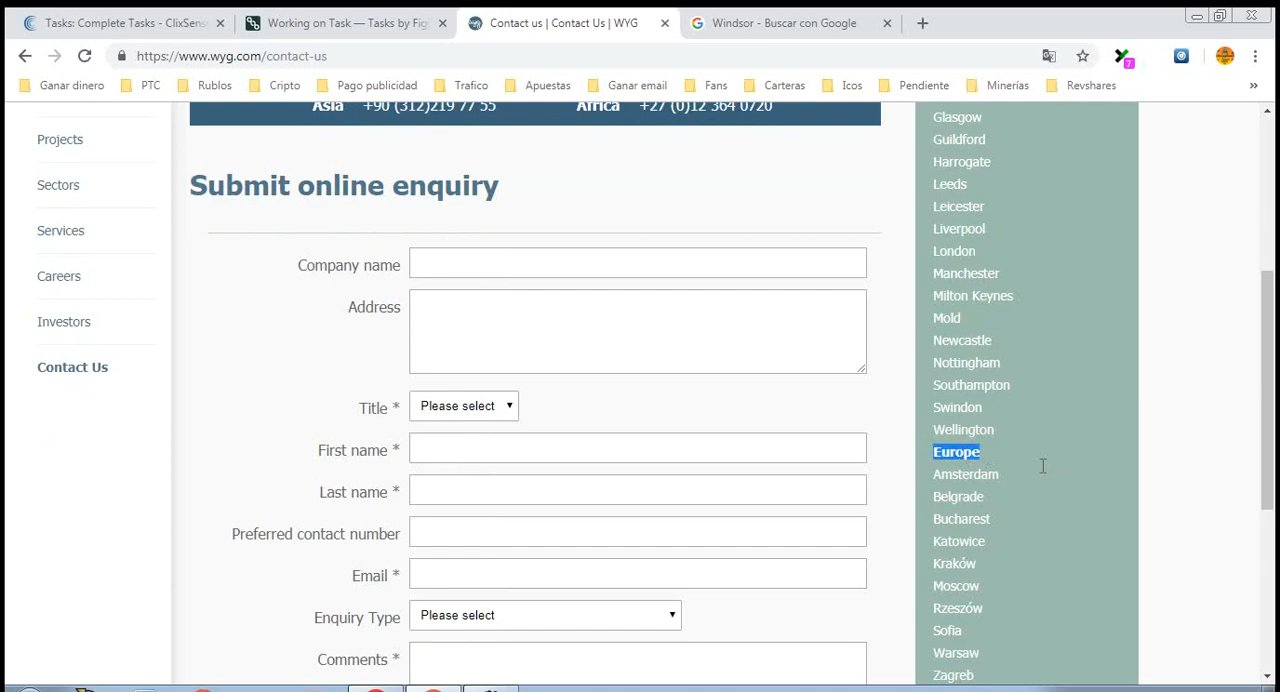 Tasks: Complete Tasks - ClixSens
Working on Task — Tasks by Fig
Contact us | Contact Us | WYG
Windsor - Buscar con Google
https://www.wyg.com/contact-us
7
Ganar dinero
PTC
Rublos
Cripto
Pago publicidad
Trafico
Apuestas
Ganar email
Fans
Carteras
Icos
Pendiente
Minerías
Revshares
»
Asia +90 (312)219 77 55 Africa +27 (0)12 364 0720
Projects
Sectors
Services
Careers
Investors
Contact Us
Submit online enquiry
Company name
Address
Title * Please select
First name *
Last name *
Preferred contact number
Email *
Enquiry Type Please select
Comments *
Glasgow
Guildford
Harrogate
Leeds
Leicester
Liverpool
London
Manchester
Milton Keynes
Mold
Newcastle
Nottingham
Southampton
Swindon
Wellington
Europe
Amsterdam
Belgrade
Bucharest
Katowice
Kraków
Moscow
Rzeszów
Sofia
Warsaw
Zagreb